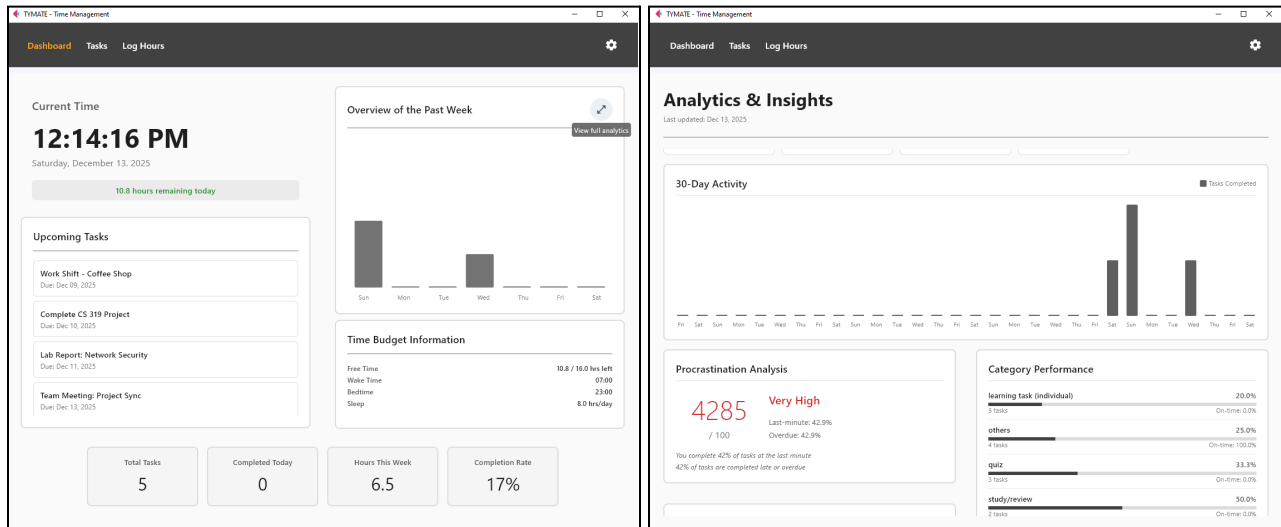 TYMATE - Time Management
Dashboard Tasks Log Hours
Current Time
12:14:16 PM
Saturday, December 13, 2025
10.8 hours remaining today
Upcoming Tasks
Work Shift - Coffee Shop
Due: Dec 09, 2025
Complete CS 319 Project
Due: Dec 10, 2025
Lab Report: Network Security
Due: Dec 11, 2025
Team Meeting: Project Sync
Due: Dec 13, 2025
Overview of the Past Week
View full analytics
Sun Mon Tue Wed Thu Fri Sat
Time Budget Information
Free Time 10.8 / 16.0 hrs left
Wake Time 07:00
Bedtime 23:00
Sleep 8.0 hrs/day
Total Tasks
5
Completed Today
0
Hours This Week
6.5
Completion Rate
17%
TYMATE - Time Management
Dashboard Tasks Log Hours
Analytics & Insights
Last updated: Dec 13, 2025
30-Day Activity
Tasks Completed
Fri Sat Sun Mon Tue Wed Thu Fri Sat Sun Mon Tue Wed Thu Fri Sat Sun Mon Tue Wed Thu Fri Sat Sun Mon Tue Wed Thu Fri Sat
Procrastination Analysis
4285
/ 100
Very High
Last-minute: 42.9%
Overdue: 42.9%
You complete 42% of tasks at the last minute
42% of tasks are completed late or overdue
Category Performance
learning task (individual) 20.0%
5 tasks On-time: 0.0%
others 25.0%
4 tasks On-time: 100.0%
quiz 33.3%
3 tasks On-time: 0.0%
study/review 50.0%
2 tasks On-time: 0.0%